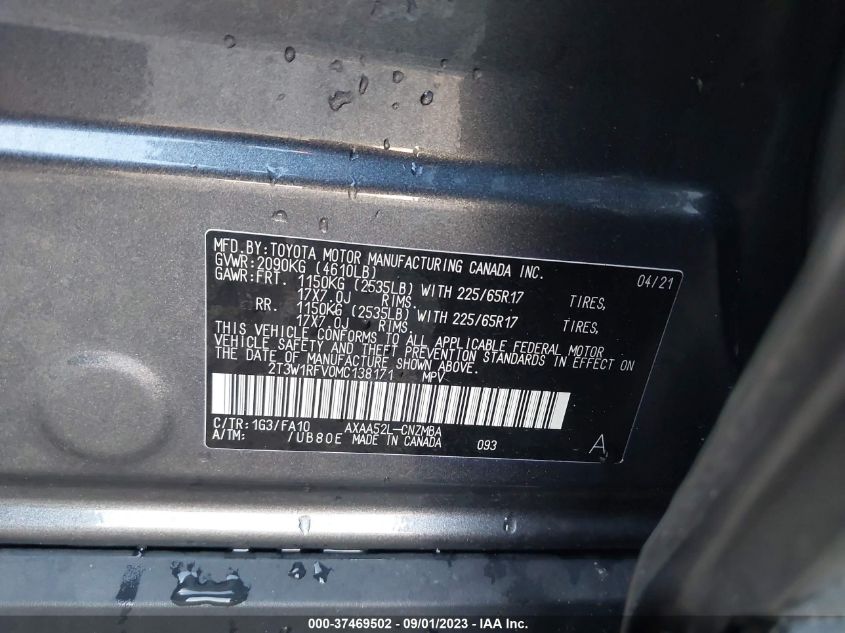 MFD.BY:TOYOTA MOTOR MANUFACTURING CANADA INC.
GVWR:2090KG (4610LB) 04/21
GAWR:FRT. 1150KG (2535LB) WITH 225/65R17 TIRES,
17X7.0J RIMS.
RR. 1150KG (2535LB) WITH 225/65R17 TIRES,
17X7.0J RIMS.
THIS VEHICLE CONFORMS TO ALL APPLICABLE FEDERAL MOTOR
VEHICLE SAFETY AND THEFT PREVENTION STANDARDS IN EFFECT ON
THE DATE OF MANUFACTURE SHOWN ABOVE.
2T3W1RFV0MC138171 MPV
C/TR:1G3/FA10 AXAA52L-CNZMBA
A/TM: /UB80E MADE IN CANADA 093 A
000-37469502 - 09/01/2023 - IAA Inc.